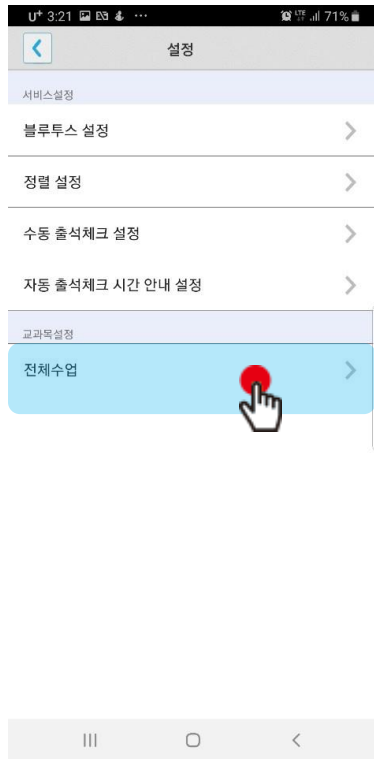 U+ 3:21 ··· LTE 71%
설정
서비스설정
블루투스 설정
정렬 설정
수동 출석체크 설정
자동 출석체크 시간 안내 설정
교과목설정
전체수업